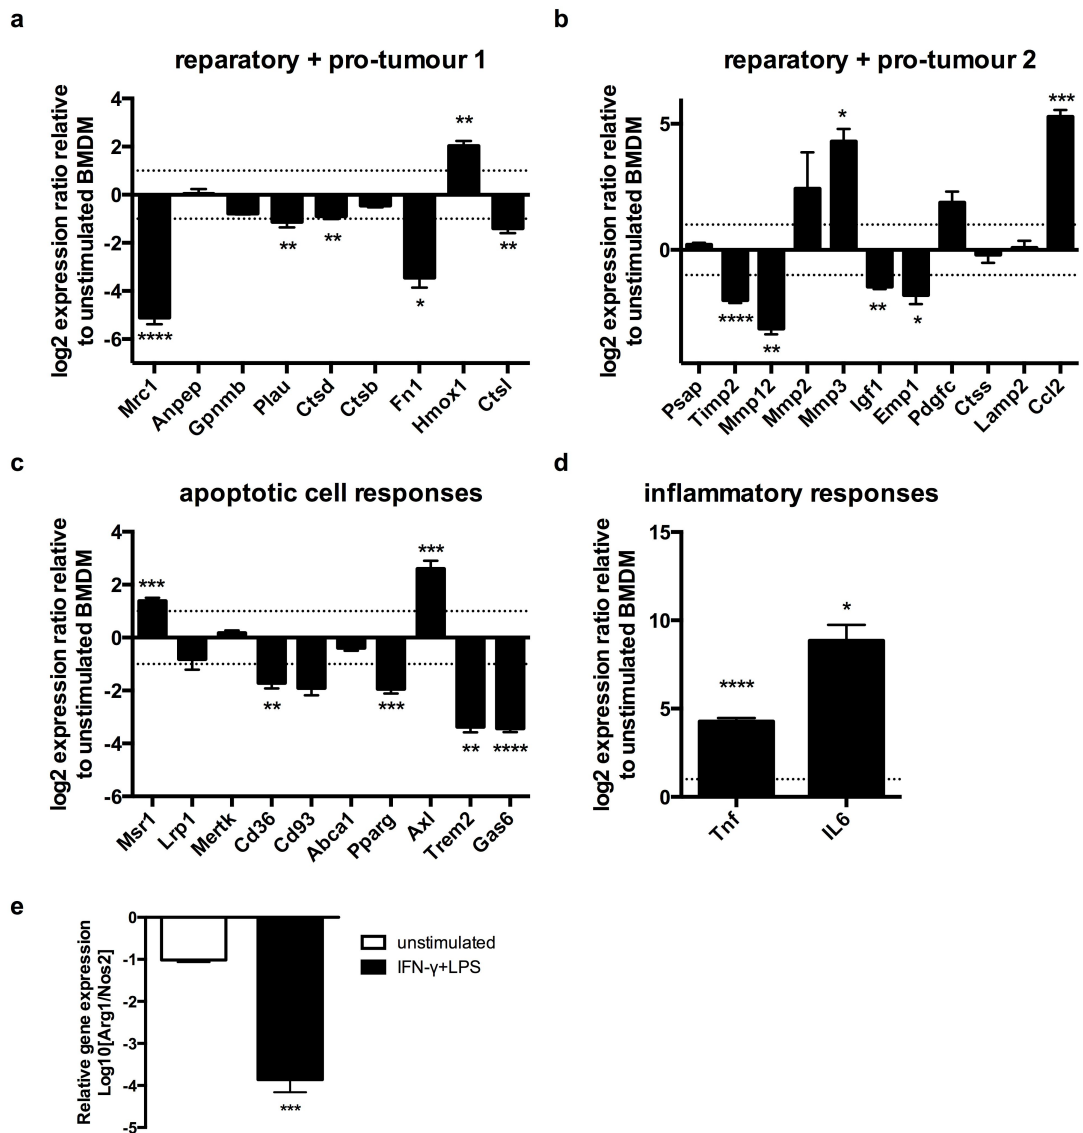 a
reparatory + pro-tumour 1
log2 expression ratio relative
to unstimulated BMDM
4
2
0
-2
-4
-6
**
****
**
**
*
**
Mrc1
Anpep
Gpnmb
Plau
Ctsd
Ctsb
Fn1
Hmox1
Ctsl
b
reparatory + pro-tumour 2
log2 expression ratio relative
to unstimulated BMDM
5
0
*
***
****
**
**
*
Psap
Timp2
Mmp12
Mmp2
Mmp3
Igf1
Emp1
Pdgfc
Ctss
Lamp2
Ccl2
c
apoptotic cell responses
log2 expression ratio relative
to unstimulated BMDM
4
2
0
-2
-4
-6
***
***
**
***
**
****
Msr1
Lrp1
Mertk
Cd36
Cd93
Abca1
Pparg
Axl
Trem2
Gas6
d
inflammatory responses
log2 expression ratio relative
to unstimulated BMDM
15
10
5
0
****
*
Tnf
IL6
e
Relative gene expression
Log10[Arg1/Nos2]
0
-1
-2
-3
-4
-5
***
unstimulated
IFN-γ+LPS